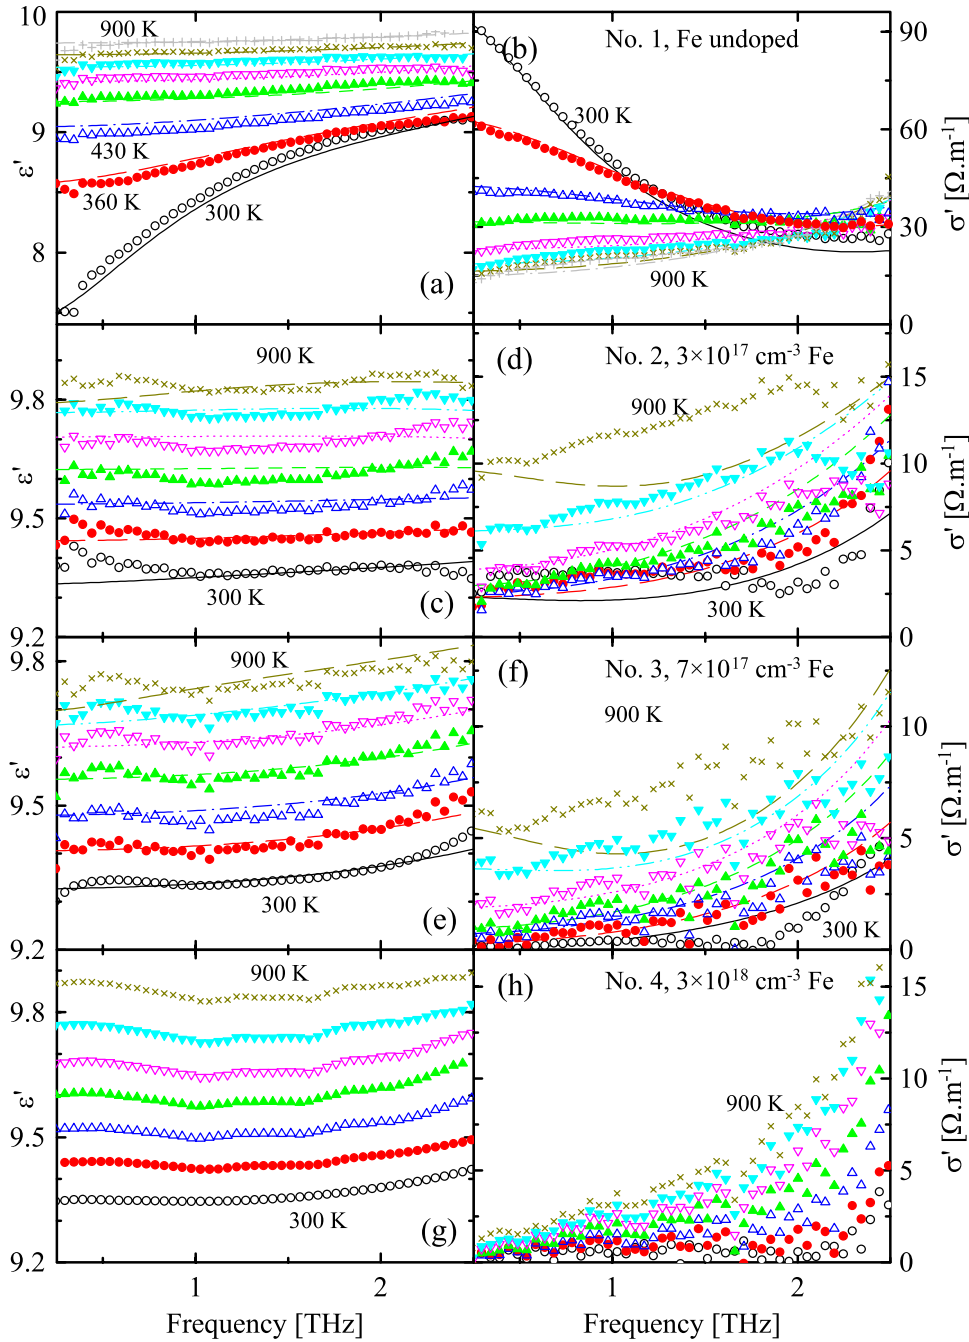 10
900 K
9
430 K
360 K
300 K
8
ε'
(a)
(b)
No. 1, Fe undoped
90
300 K
60
30
900 K
0
σ' [Ω.m⁻¹]
900 K
9.8
9.5
300 K
(c)
9.2
ε'
(d)
No. 2, 3×10¹⁷ cm⁻³ Fe
15
900 K
10
5
300 K
0
σ' [Ω.m⁻¹]
9.8
900 K
9.5
300 K
(e)
9.2
ε'
(f)
No. 3, 7×10¹⁷ cm⁻³ Fe
900 K
10
5
300 K
0
σ' [Ω.m⁻¹]
900 K
9.8
9.5
300 K
(g)
9.2
ε'
(h)
No. 4, 3×10¹⁸ cm⁻³ Fe
15
900 K
10
5
0
σ' [Ω.m⁻¹]
1 2
1 2
Frequency [THz]
Frequency [THz]